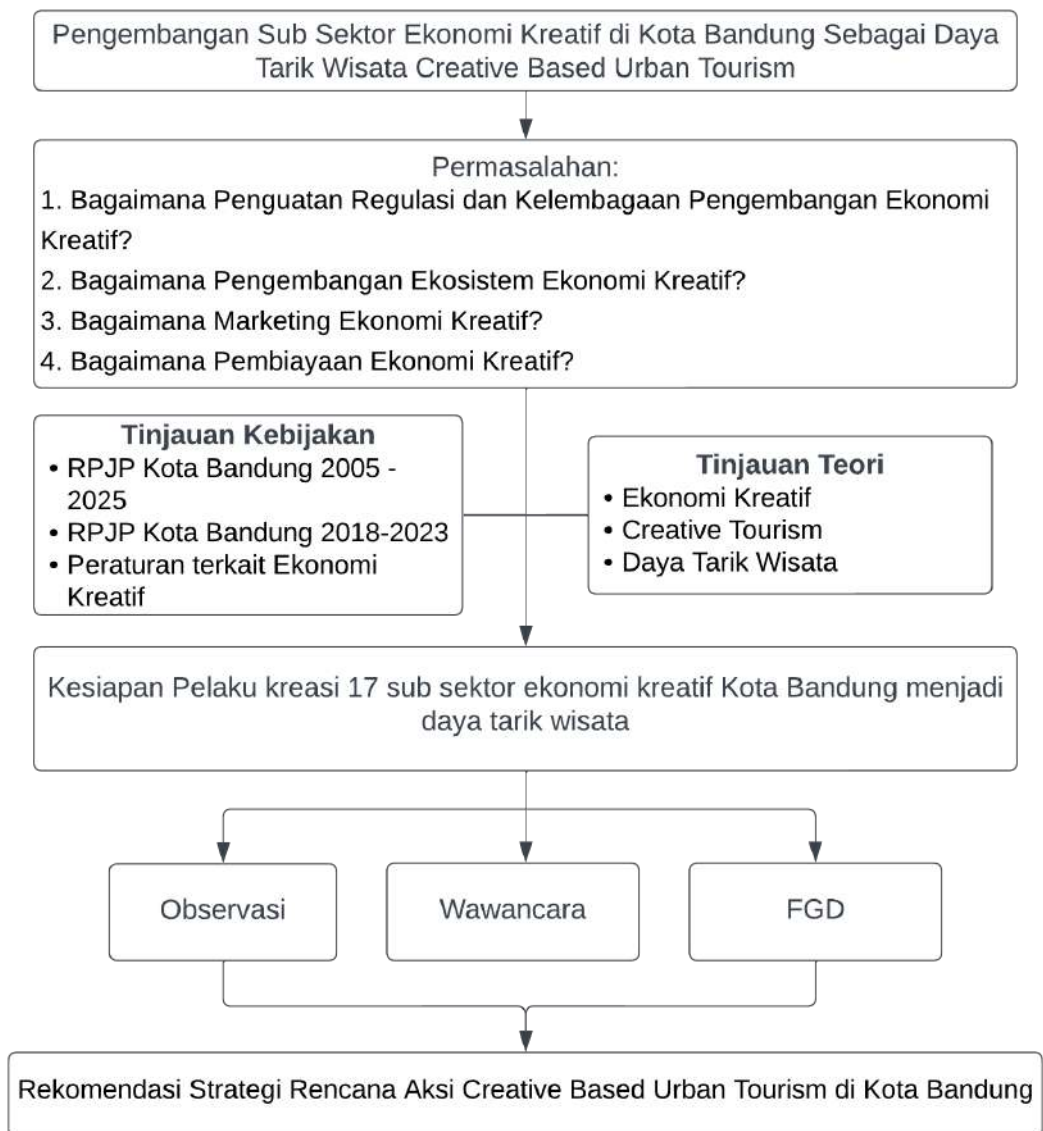 Pengembangan Sub Sektor Ekonomi Kreatif di Kota Bandung Sebagai Daya
Tarik Wisata Creative Based Urban Tourism
Permasalahan:
1. Bagaimana Penguatan Regulasi dan Kelembagaan Pengembangan Ekonomi
Kreatif?
2. Bagaimana Pengembangan Ekosistem Ekonomi Kreatif?
3. Bagaimana Marketing Ekonomi Kreatif?
4. Bagaimana Pembiayaan Ekonomi Kreatif?
Tinjauan Kebijakan
• RPJP Kota Bandung 2005 -
2025
• RPJP Kota Bandung 2018-2023
• Peraturan terkait Ekonomi
Kreatif
Tinjauan Teori
• Ekonomi Kreatif
• Creative Tourism
• Daya Tarik Wisata
Kesiapan Pelaku kreasi 17 sub sektor ekonomi kreatif Kota Bandung menjadi
daya tarik wisata
Observasi
Wawancara
FGD
Rekomendasi Strategi Rencana Aksi Creative Based Urban Tourism di Kota Bandung